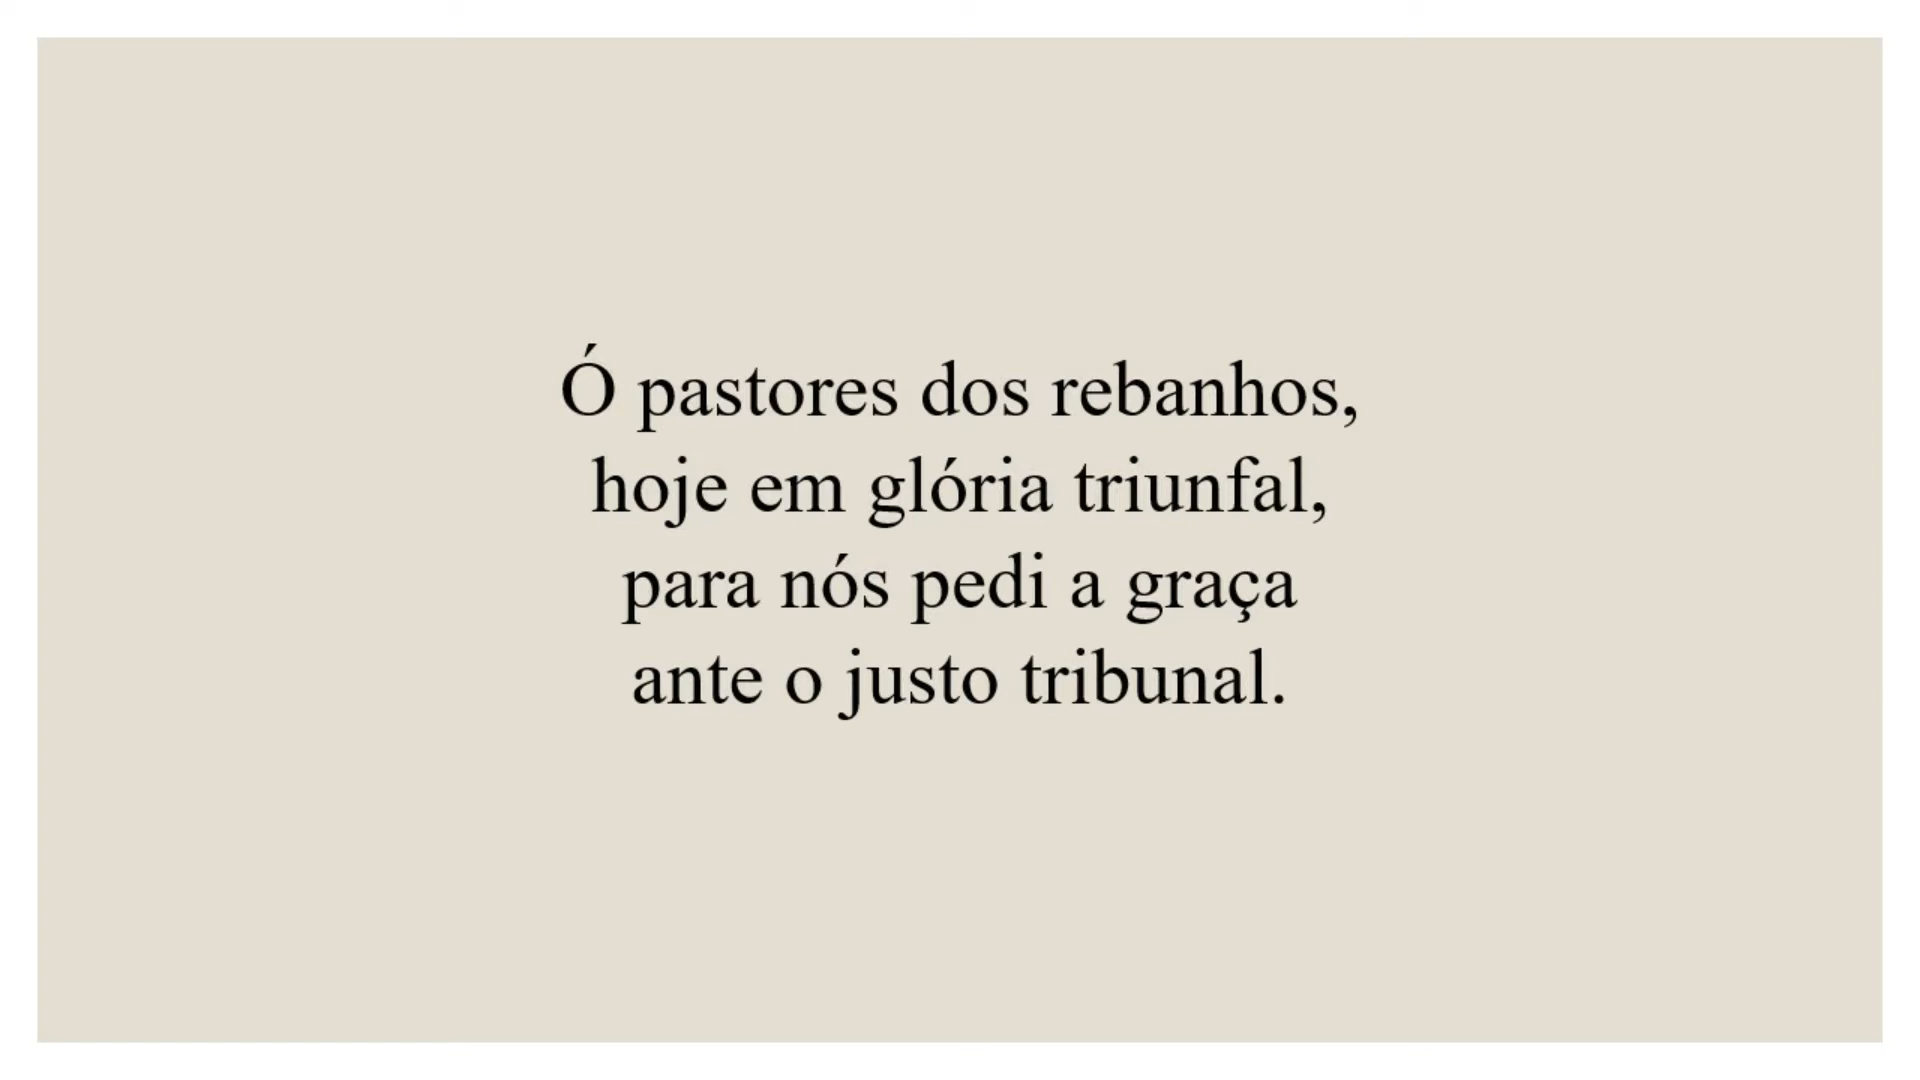 Ó pastores dos rebanhos,
hoje em glória triunfal,
para nós pedi a graça
ante o justo tribunal.